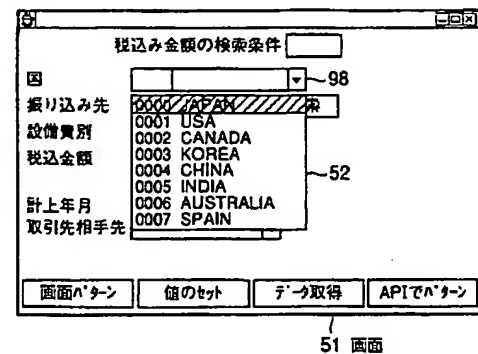 税込み金額の検索条件
国
98
振り込み先 0000 JAPAN 索
設備費別 0001 USA
0002 CANADA
税込金額 0003 KOREA
0004 CHINA 52
0005 INDIA
計上年月 0006 AUSTRALIA
取引先相手先 0007 SPAIN
画面パターン 値のセット データ取得 APIでパターン
51 画面